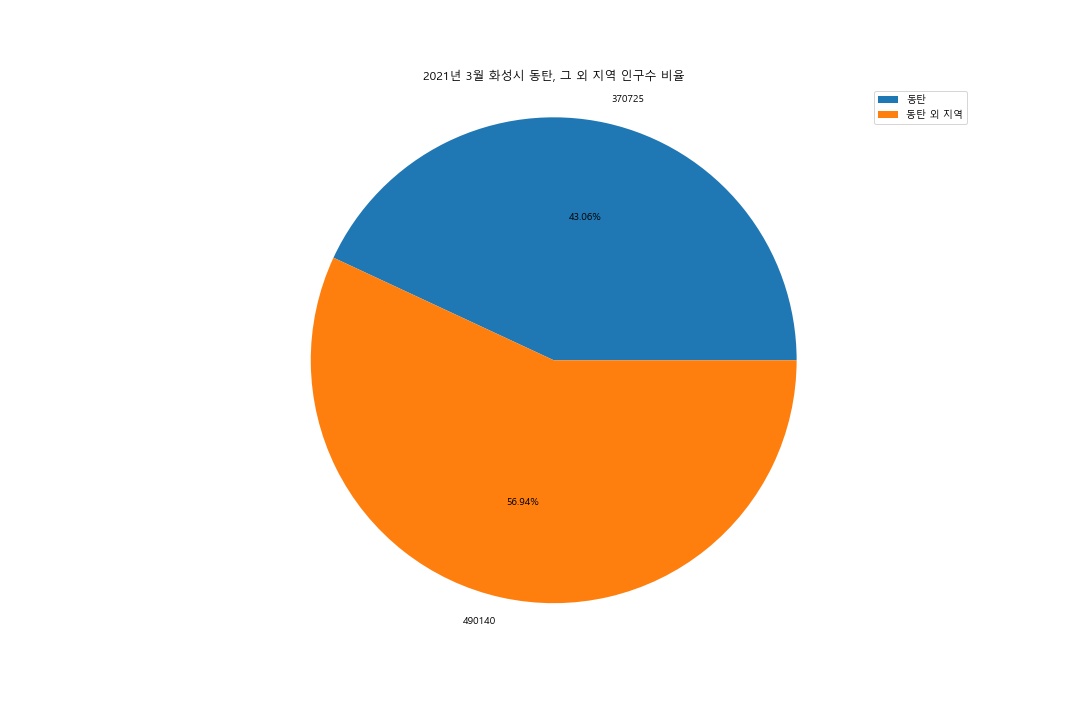 2021년 3월 화성시 동탄, 그 외 지역 인구수 비율
370725
동탄
동탄 외 지역
43.06%
56.94%
490140